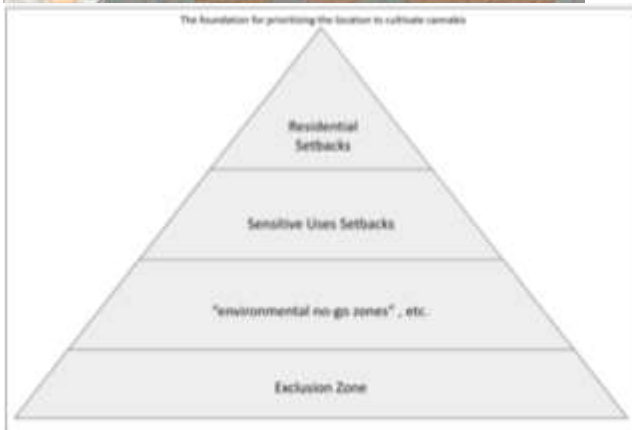 The foundation for prioritizing the location to cultivate cannabis
Residential
Setbacks
Sensitive Uses Setbacks
"environmental no-go zones" , etc.
Exclusion Zone